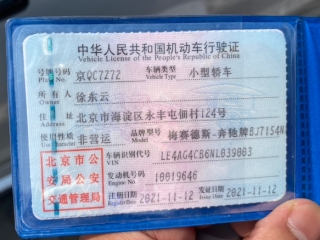 中华人民共和国机动车行驶证
Vehicle License of the People's Republic of China
号牌号码 京QC7Z72 车辆类型 小型轿车
Plate No. Vehicle Type
所有人 徐东云
Owner
住址 北京市海淀区永丰屯佃村124号
Address
使用性质 非营运 品牌型号 梅赛德斯-奔驰牌BJ7154N
Use Character Model
北京市公 车辆识别代号 LE4AG4CB6NL039803
VIN
安局公安 发动机号码 10019646
Engine No.
交通管理局 注册日期 2021-11-12 发证日期 2021-11-12
Register Date Issue Date